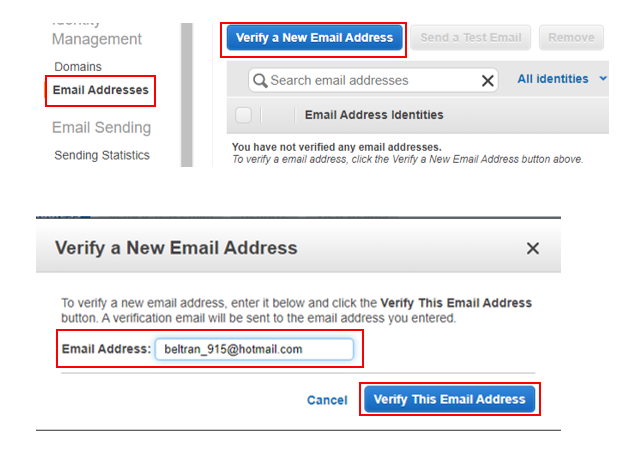 Identity
Management
Domains
Email Addresses
Email Sending
Sending Statistics
Verify a New Email Address
Send a Test Email
Remove
Search email addresses
All identities
Email Address Identities
You have not verified any email addresses.
To verify a email address, click the Verify a New Email Address button above.
Verify a New Email Address
To verify a new email address, enter it below and click the Verify This Email Address
button. A verification email will be sent to the email address you entered.
Email Address: beltran_915@hotmail.com
Cancel
Verify This Email Address